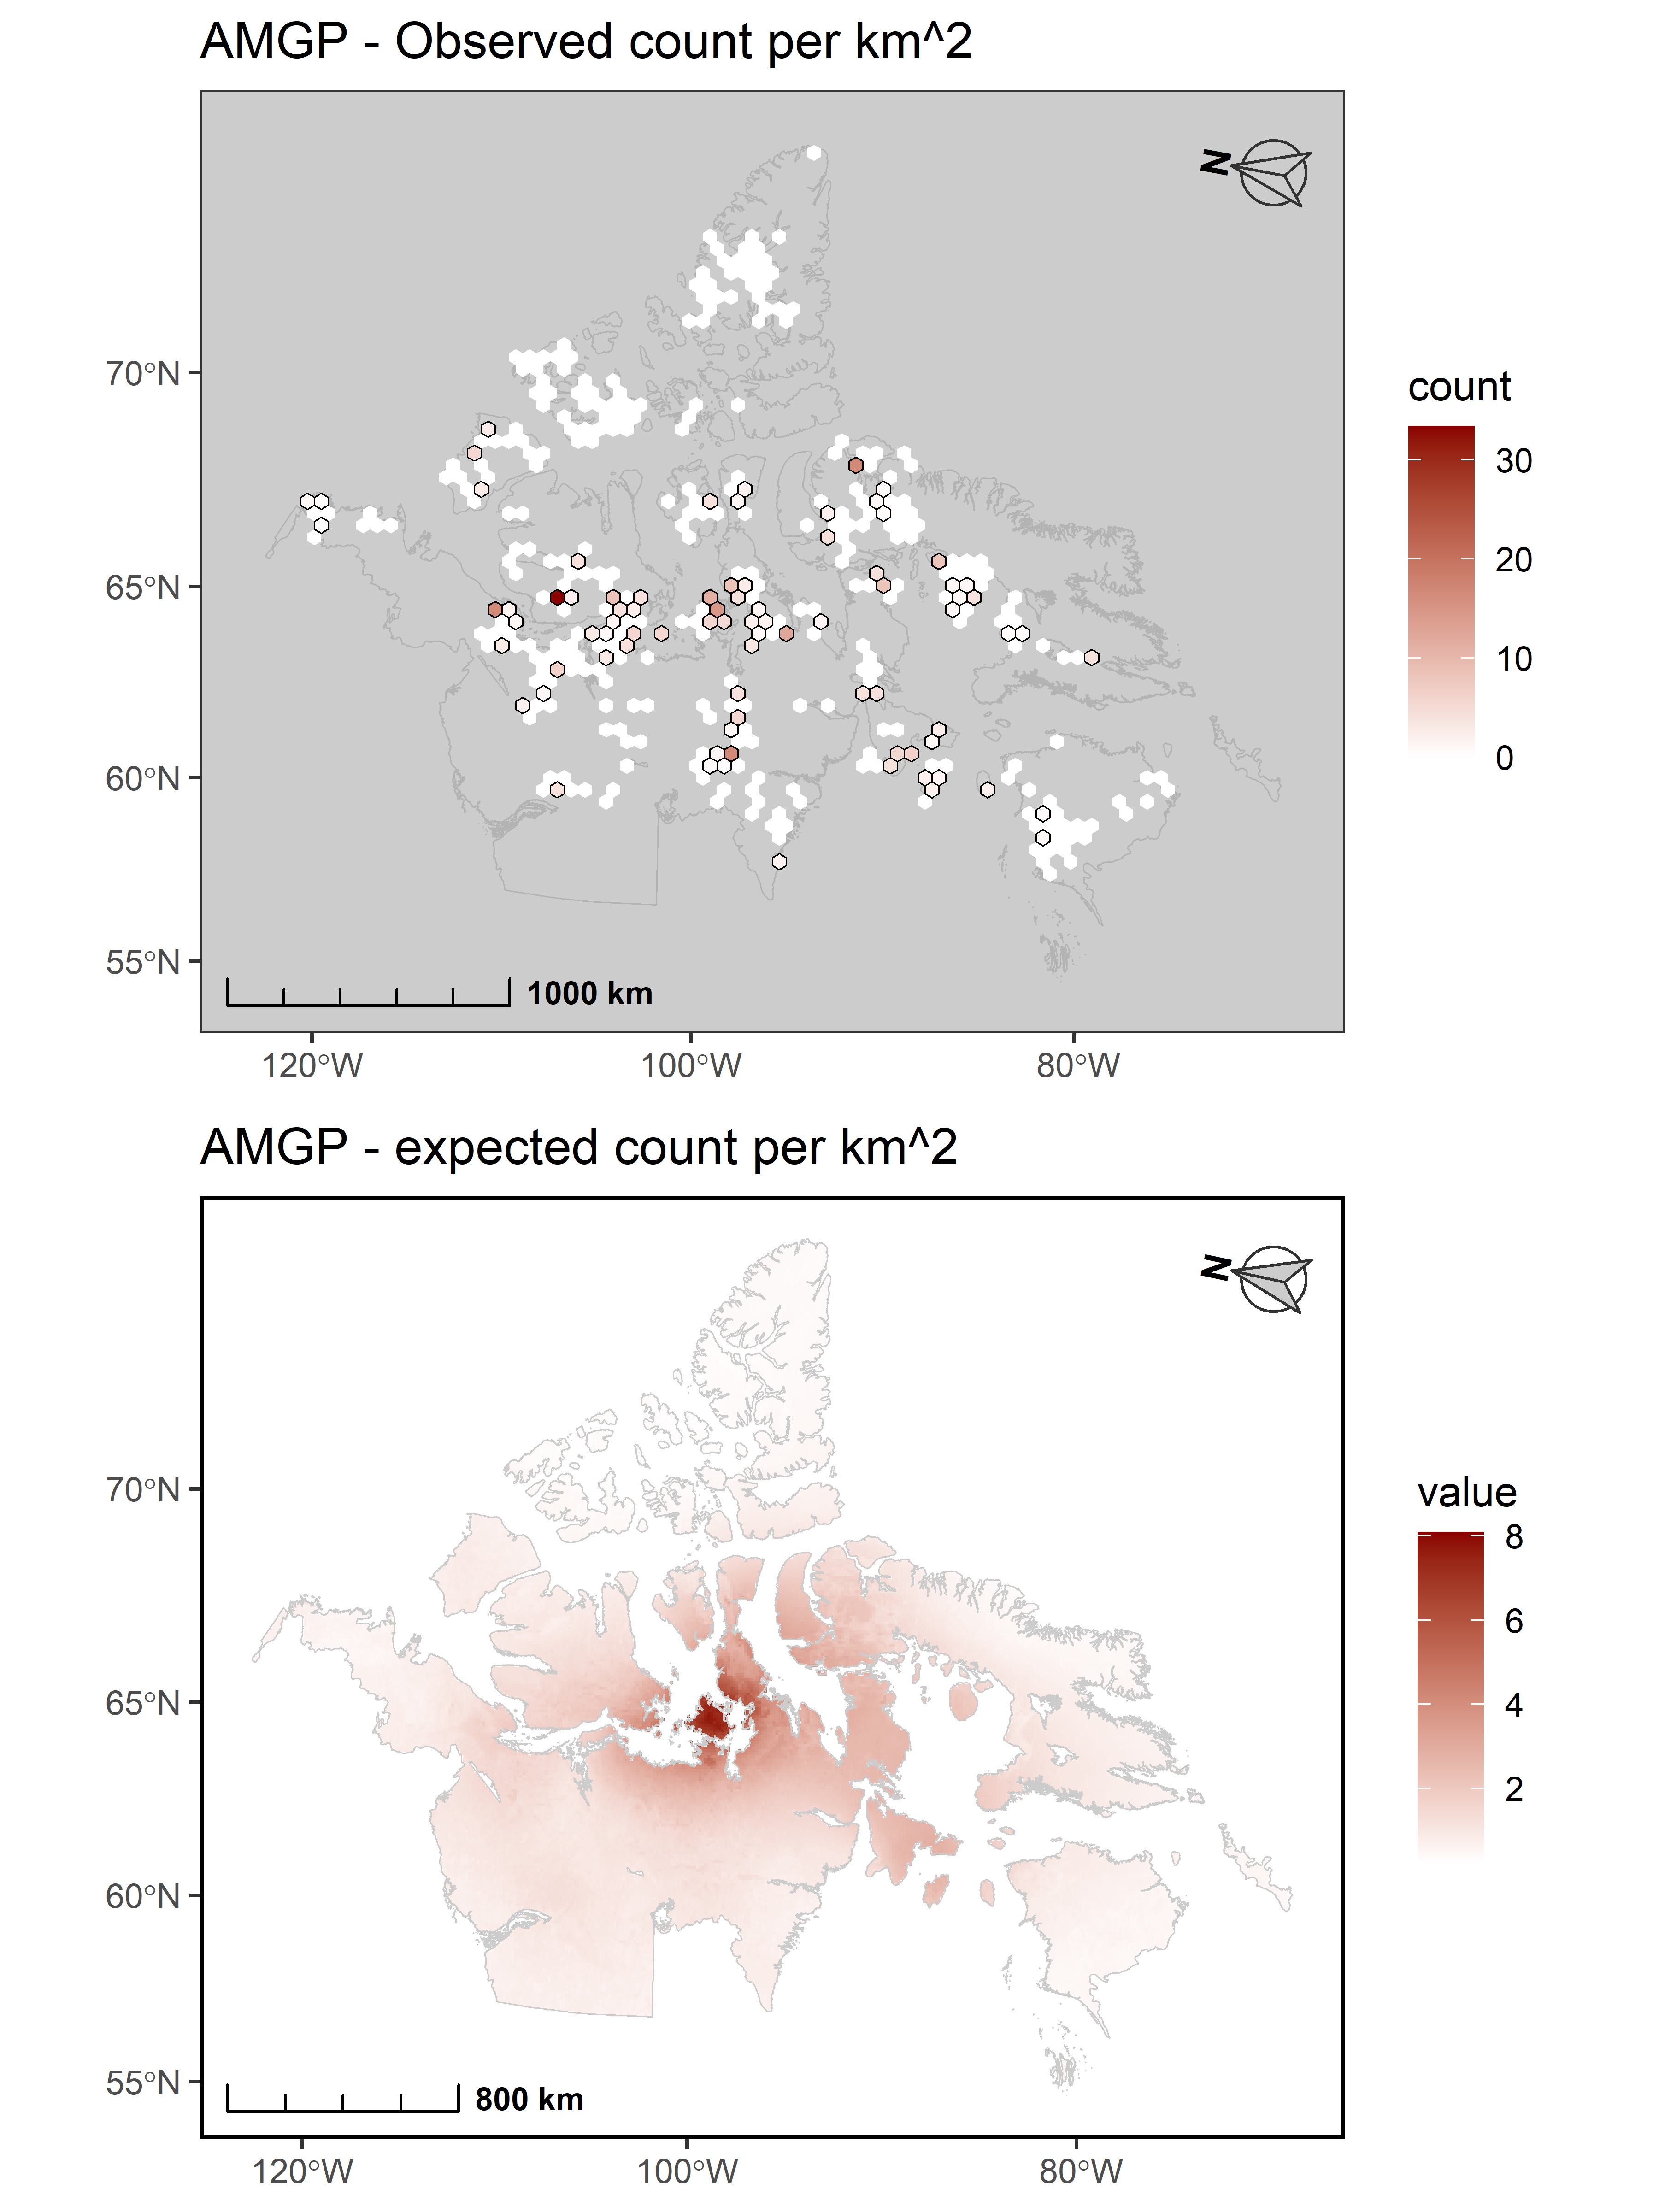 AMGP - Observed count per km^2
N
70°N
65°N
60°N
55°N
1000 km
120°W
100°W
80°W
count
30
20
10
0
AMGP - expected count per km^2
N
70°N
65°N
60°N
55°N
800 km
120°W
100°W
80°W
value
8
6
4
2